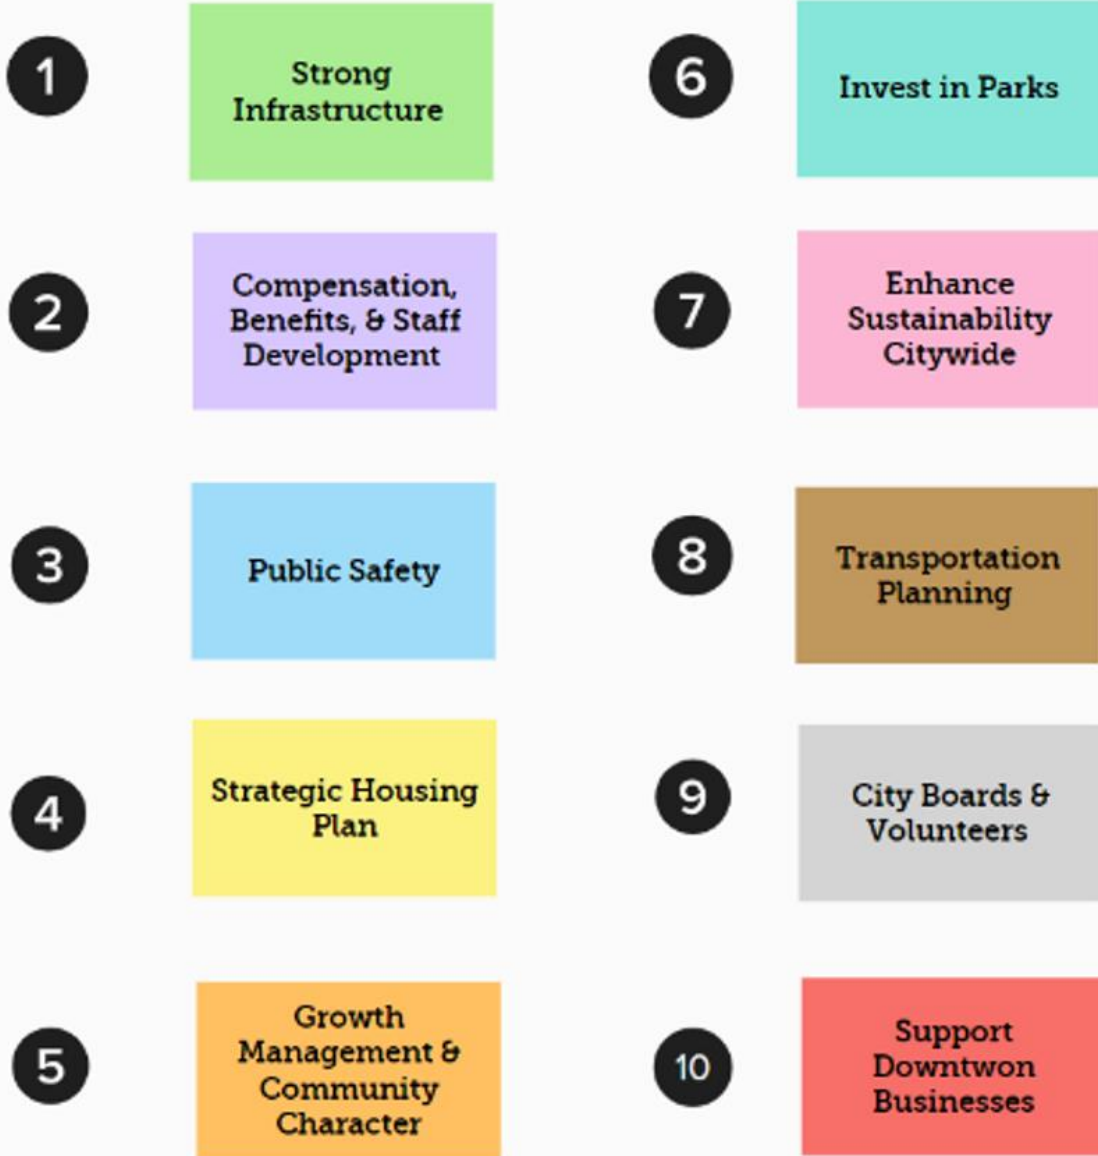 1
Strong
Infrastructure
2
Compensation,
Benefits, & Staff
Development
3
Public Safety
4
Strategic Housing
Plan
5
Growth
Management &
Community
Character
6
Invest in Parks
7
Enhance
Sustainability
Citywide
8
Transportation
Planning
9
City Boards &
Volunteers
10
Support
Downtwon
Businesses